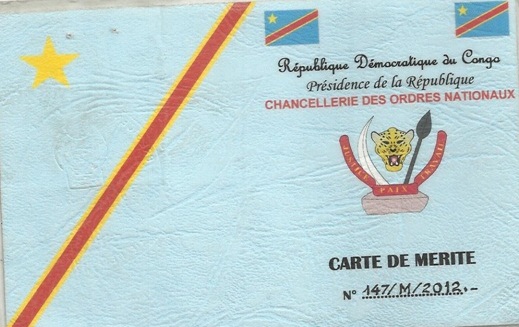 République Démocratique du Congo
Présidence de la République
CHANCELLERIE DES ORDRES NATIONAUX
JUSTICE PAIX TRAVAIL
CARTE DE MERITE
N° 147/M/2012.-